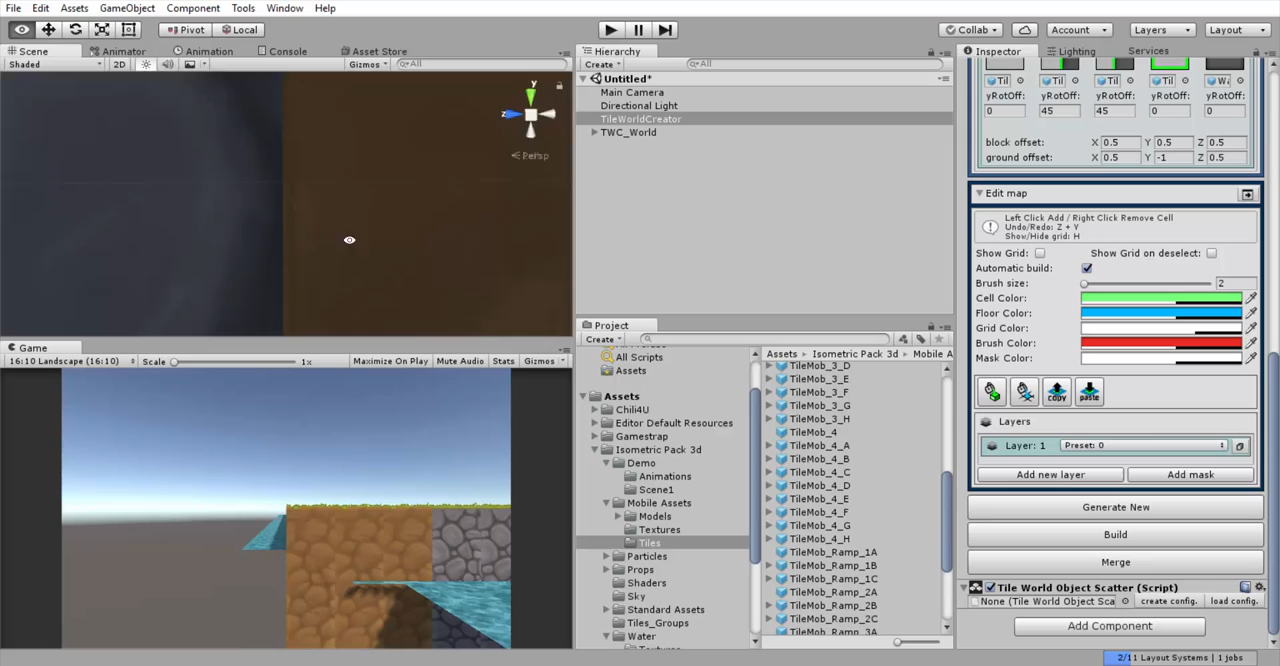 File Edit Assets GameObject Component Tools Window Help
Pivot Local Collab Account Layers Layout
Scene Animator Animation Console Asset Store
Shaded 2D Gizmos All
y
z
Persp
Game
16:10 Landscape (16:10) Scale 1x Maximize On Play Mute Audio Stats Gizmos
Hierarchy
Create All
Untitled*
Main Camera
Directional Light
TileWorldCreator
TWC_World
Project
Create
All Scripts
Assets
Assets
Chili4U
Editor Default Resources
Gamestrap
Isometric Pack 3d
Demo
Animations
Scene1
Mobile Assets
Models
Textures
Tiles
Particles
Props
Shaders
Sky
Standard Assets
Tiles_Groups
Water
Assets Isometric Pack 3d Mobile A
TileMob_3_D
TileMob_3_E
TileMob_3_F
TileMob_3_G
TileMob_3_H
TileMob_4
TileMob_4_A
TileMob_4_B
TileMob_4_C
TileMob_4_D
TileMob_4_E
TileMob_4_F
TileMob_4_G
TileMob_4_H
TileMob_Ramp_1A
TileMob_Ramp_1B
TileMob_Ramp_1C
TileMob_Ramp_2A
TileMob_Ramp_2B
TileMob_Ramp_2C
TileMob_Ramp_3A
Inspector Lighting Services
Til Til Til Til
yRotOff: yRotOff: yRotOff: yRotOff: yRotOff:
0 45 45 0 0
block offset: X 0.5 Y 0.5 Z 0.5
ground offset: X 0.5 Y -1 Z 0.5
Edit map
Left Click Add / Right Click Remove Cell
Undo/Redo: Z + Y
Show/Hide grid: H
Show Grid: Show Grid on deselect:
Automatic build:
Brush size: 2
Cell Color:
Floor Color:
Grid Color:
Brush Color:
Mask Color:
copy paste
Layers
Layer: 1 Preset: 0
Add new layer Add mask
Generate New
Build
Merge
Tile World Object Scatter (Script)
None (Tile World Object Sca create config. load config.
Add Component
2/11 Layout Systems | 1 jobs